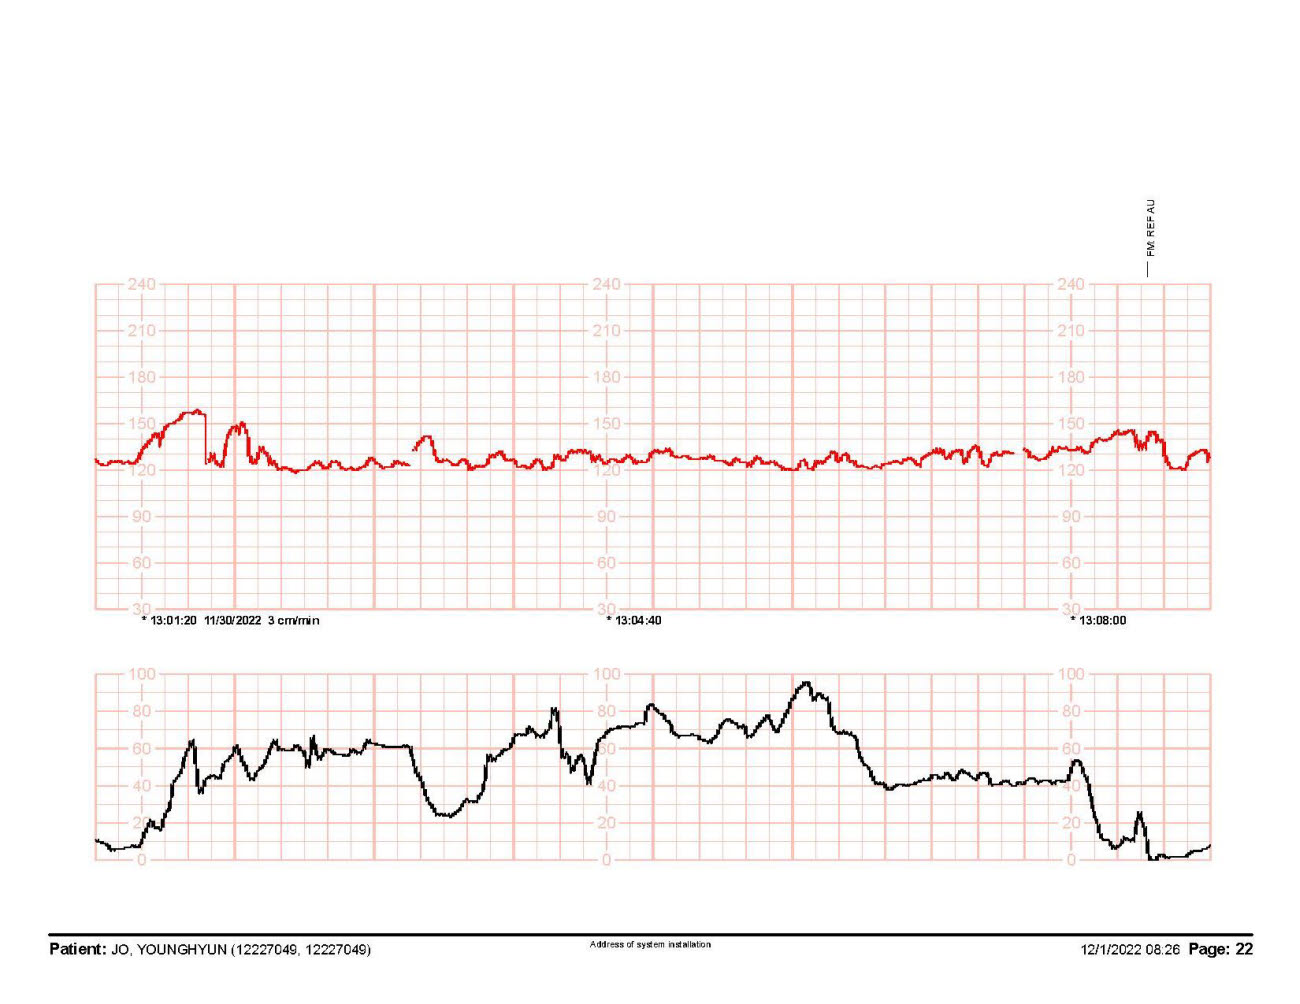 FM: REF AU
240 240 240
210 210 210
180 180 180
150 150 150
120 120 120
90 90 90
60 60 60
30 30 30
* 13:01:20 11/30/2022 3 cm/min * 13:04:40 * 13:08:00
100 100 100
80 80 80
60 60 60
40 40 40
20 20 20
0 0 0
Patient: JO, YOUNGHYUN (12227049, 12227049) Address of system installation 12/1/2022 08:26 Page: 22